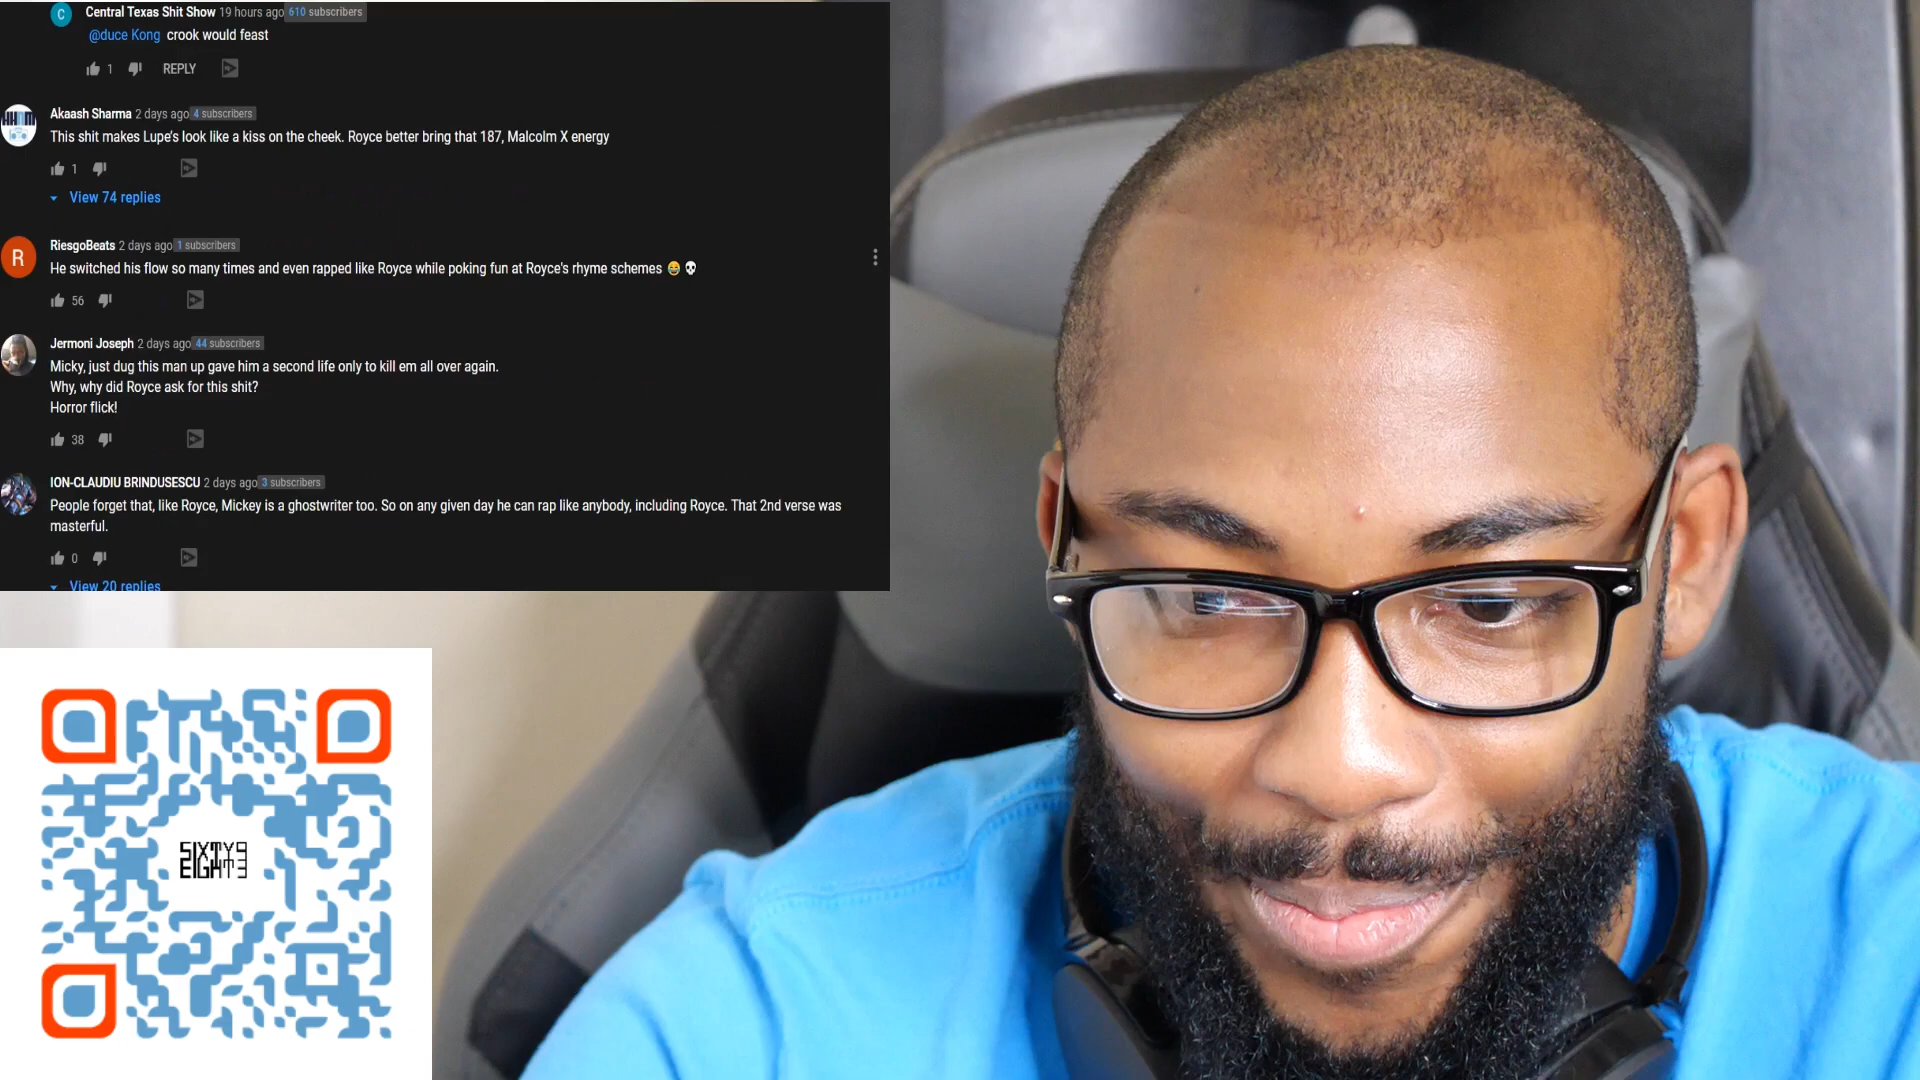 C
Central Texas Shit Show 19 hours ago 610 subscribers
@duce Kong crook would feast
1 REPLY
Akaash Sharma 2 days ago 4 subscribers
This shit makes Lupe's look like a kiss on the cheek. Royce better bring that 187, Malcolm X energy
1
View 74 replies
R
RiesgoBeats 2 days ago 1 subscribers
He switched his flow so many times and even rapped like Royce while poking fun at Royce's rhyme schemes 😂 💀
56
Jermoni Joseph 2 days ago 44 subscribers
Micky, just dug this man up gave him a second life only to kill em all over again.
Why, why did Royce ask for this shit?
Horror flick!
38
ION-CLAUDIU BRINDUSESCU 2 days ago 3 subscribers
People forget that, like Royce, Mickey is a ghostwriter too. So on any given day he can rap like anybody, including Royce. That 2nd verse was
masterful.
0
View 20 replies